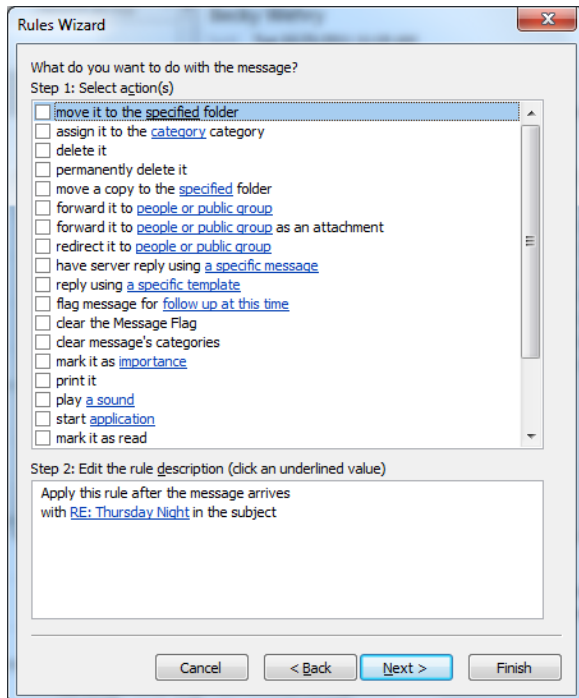 Rules Wizard
What do you want to do with the message?
Step 1: Select action(s)
move it to the specified folder
assign it to the category category
delete it
permanently delete it
move a copy to the specified folder
forward it to people or public group
forward it to people or public group as an attachment
redirect it to people or public group
have server reply using a specific message
reply using a specific template
flag message for follow up at this time
clear the Message Flag
clear message's categories
mark it as importance
print it
play a sound
start application
mark it as read
Step 2: Edit the rule description (click an underlined value)
Apply this rule after the message arrives
with RE: Thursday Night in the subject
Cancel < Back Next > Finish